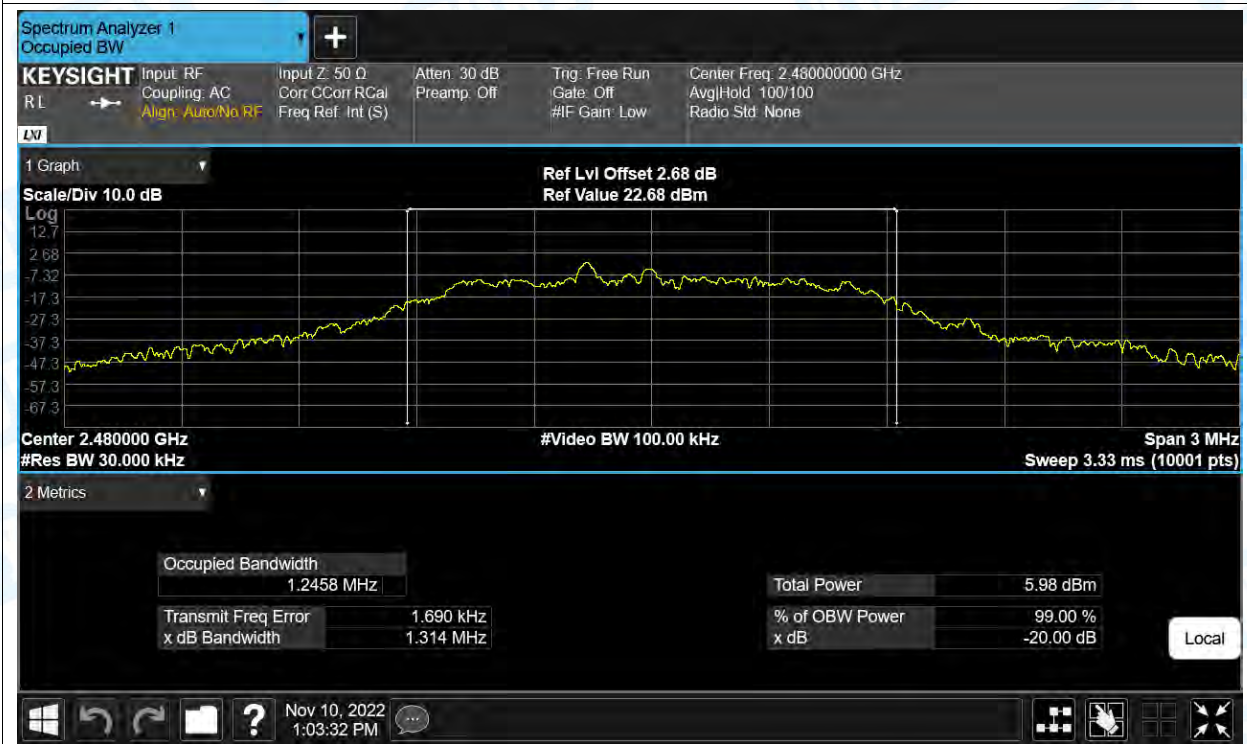 Spectrum Analyzer 1
Occupied BW
+
KEYSIGHT Input: RF Input Z: 50 Ω Atten: 30 dB Trig: Free Run Center Freq: 2.480000000 GHz
RL Coupling: AC Corr CCorr RCal Preamp: Off Gate: Off Avg|Hold: 100/100
Align: Auto/No RF Freq Ref: Int (S) #IF Gain: Low Radio Std: None
LXI
1 Graph
Ref Lvl Offset 2.68 dB
Scale/Div 10.0 dB Ref Value 22.68 dBm
Log
12.7
2.68
-7.32
-17.3
-27.3
-37.3
-47.3
-57.3
-67.3
Center 2.480000 GHz #Video BW 100.00 kHz Span 3 MHz
#Res BW 30.000 kHz Sweep 3.33 ms (10001 pts)
2 Metrics
Occupied Bandwidth
1.2458 MHz Total Power 5.98 dBm
Transmit Freq Error 1.690 kHz % of OBW Power 99.00 %
x dB Bandwidth 1.314 MHz x dB -20.00 dB
Local
? Nov 10, 2022
1:03:32 PM